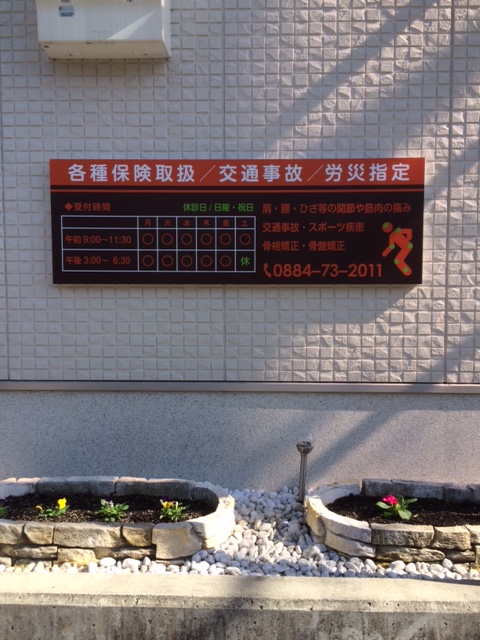 各種保険取扱／交通事故／労災指定
◆受付時間 休診日/日曜・祝日
月 火 水 木 金 土
午前 9:00〜11:30 ○ ○ ○ ○ ○ ○
午後 3:00〜 6:30 ○ ○ ○ ○ ○ 休
肩・腰・ひざ等の関節や筋肉の痛み
交通事故・スポーツ疾患
骨格矯正・骨盤矯正
0884-73-2011